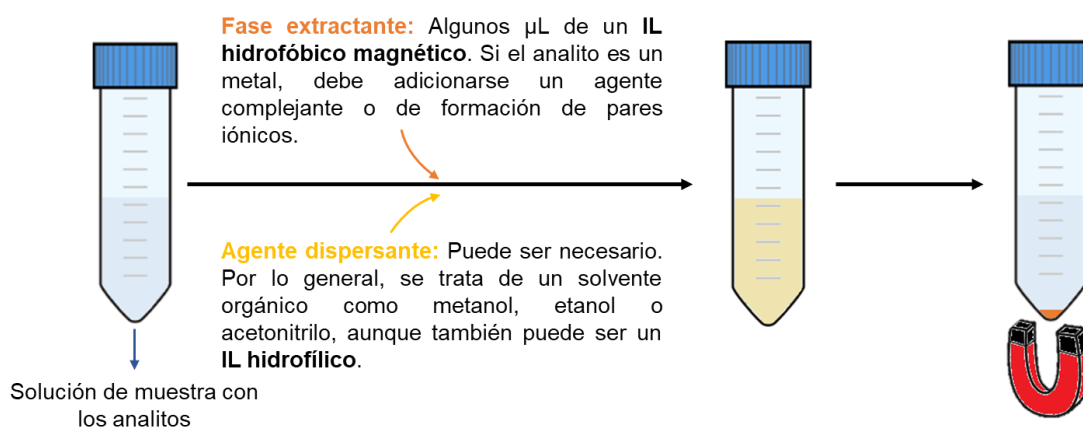 Fase extractante: Algunos µL de un IL
hidrofóbico magnético. Si el analito es un
metal, debe adicionarse un agente
complejante o de formación de pares
iónicos.
Agente dispersante: Puede ser necesario.
Por lo general, se trata de un solvente
orgánico como metanol, etanol o
acetonitrilo, aunque también puede ser un
IL hidrofílico.
Solución de muestra con
los analitos